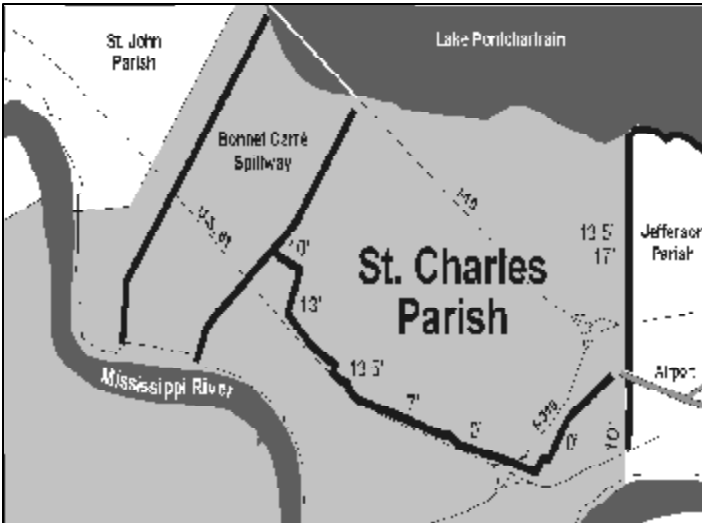 St. John
Parish
Lake Pontchartrain
Bonnet Carré
Spillway
I-10
13.5'
17'
Jefferson
Parish
St. Charles
Parish
13'
13.5'
7'
Airport
Mississippi River
10'